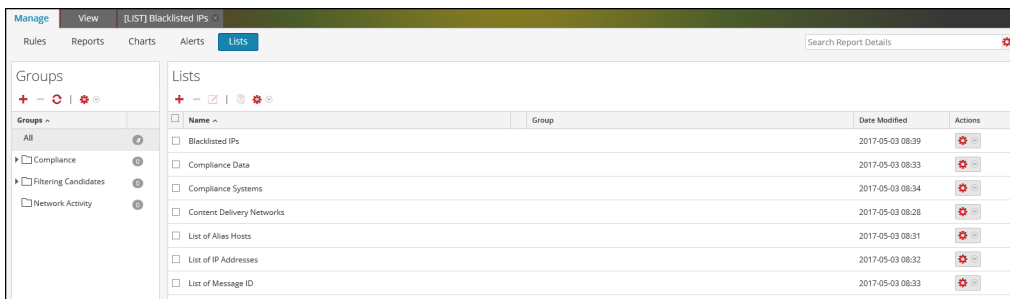 Manage View [LIST] Blacklisted IPs ×
Rules Reports Charts Alerts Lists Search Report Details
Groups
Lists
Groups
Name Group Date Modified Actions
All
Blacklisted IPs 2017-05-03 08:39
Compliance 0
Compliance Data 2017-05-03 08:33
Filtering Candidates 0
Compliance Systems 2017-05-03 08:34
Network Activity 0
Content Delivery Networks 2017-05-03 08:28
List of Alias Hosts 2017-05-03 08:31
List of IP Addresses 2017-05-03 08:32
List of Message ID 2017-05-03 08:33